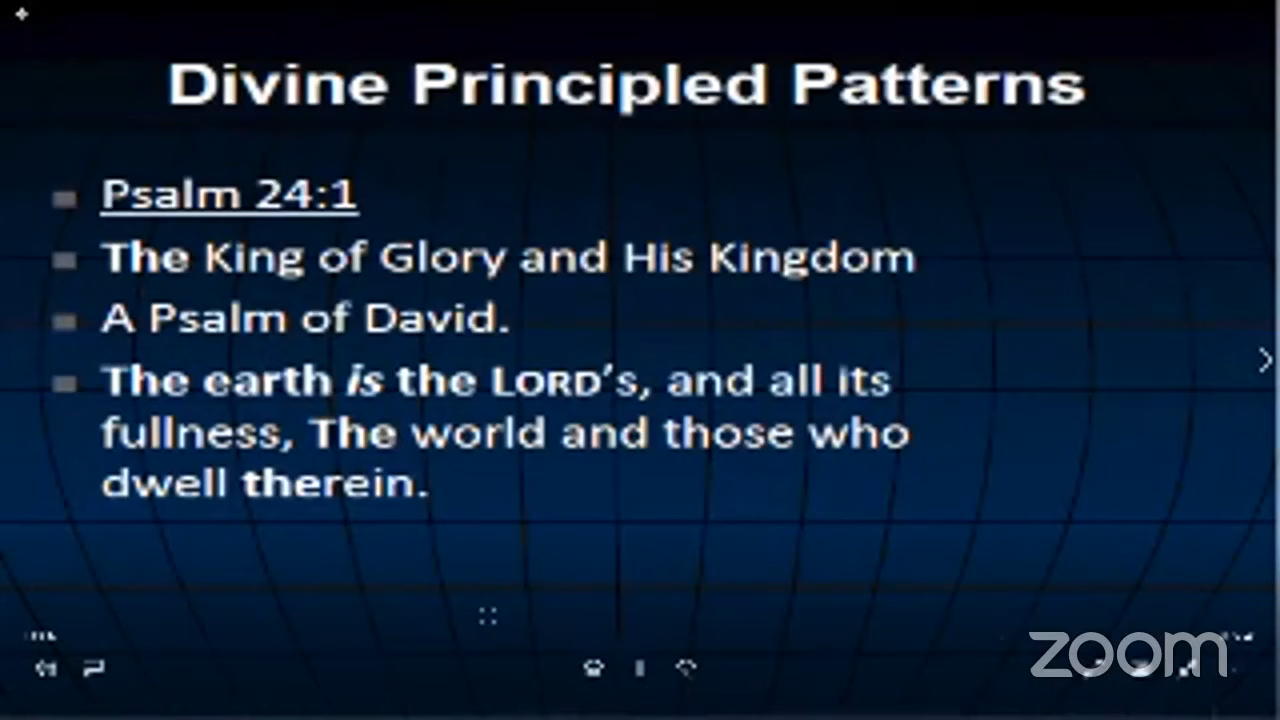 Divine Principled Patterns
Psalm 24:1
The King of Glory and His Kingdom
A Psalm of David.
The earth is the LORD's, and all its
fullness, The world and those who
dwell therein.
zoom